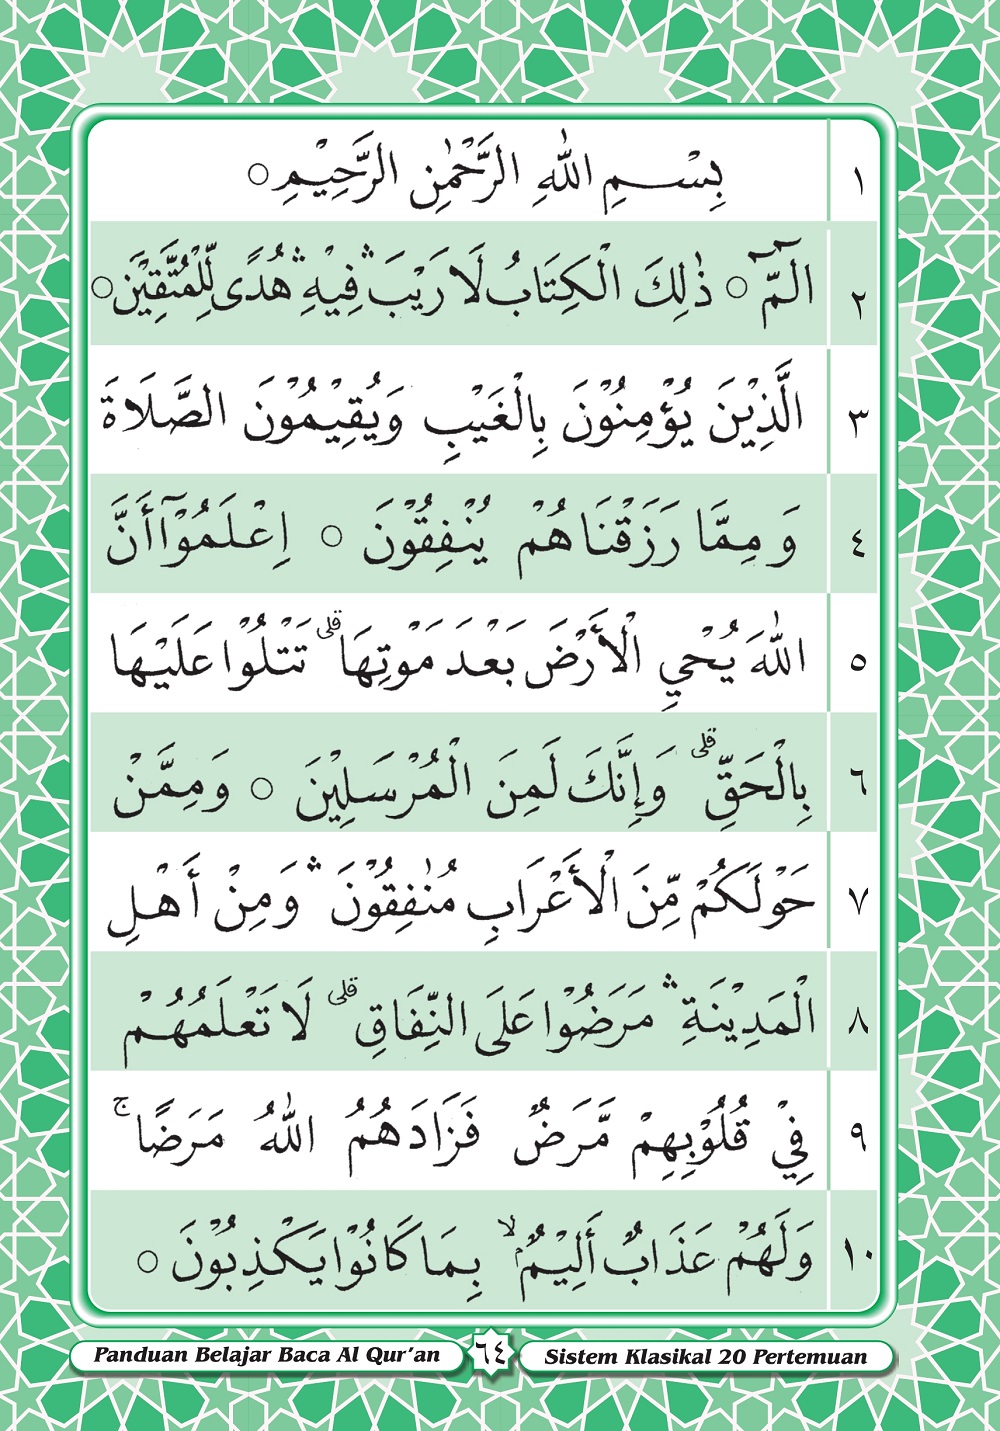 ١ بِسْــمِ اللّٰهِ الرَّحْمٰنِ الرَّحِيْمِ ○
٢ الٓمّٓ ○ ذٰلِكَ الْكِتَابُ لَا رَيْبَ ۛ فِيْهِ ۛ هُدًى لِّلْمُتَّقِيْنَ ○
٣ الَّذِيْنَ يُؤْمِنُوْنَ بِالْغَيْبِ وَيُقِيْمُوْنَ الصَّلَاةَ
٤ وَمِمَّا رَزَقْنَاهُمْ يُنْفِقُوْنَ ○ اِعْلَمُوْآ أَنَّ
٥ اللّٰهَ يُحْيِ الْأَرْضَ بَعْدَ مَوْتِهَا ۗ تَتْلُوْا عَلَيْهَا
٦ بِالْحَقِّ ۗ وَإِنَّكَ لَمِنَ الْمُرْسَلِيْنَ ○ وَمِمَّنْ
٧ حَوْلَكُمْ مِّنَ الْأَعْرَابِ مُنٰفِقُوْنَ ۛ وَمِنْ أَهْلِ
٨ الْمَدِيْنَةِ ۛ مَرَضُوْا عَلَى النِّفَاقِ ۗ لَا تَعْلَمُهُمْ
٩ فِيْ قُلُوْبِهِمْ مَّرَضٌ فَزَادَهُمُ اللّٰهُ مَرَضًا ۚ
١٠ وَلَهُمْ عَذَابٌ أَلِيْمٌ ۙ بِمَا كَانُوْا يَكْذِبُوْنَ ○
Panduan Belajar Baca Al Qur'an ٦٤ Sistem Klasikal 20 Pertemuan